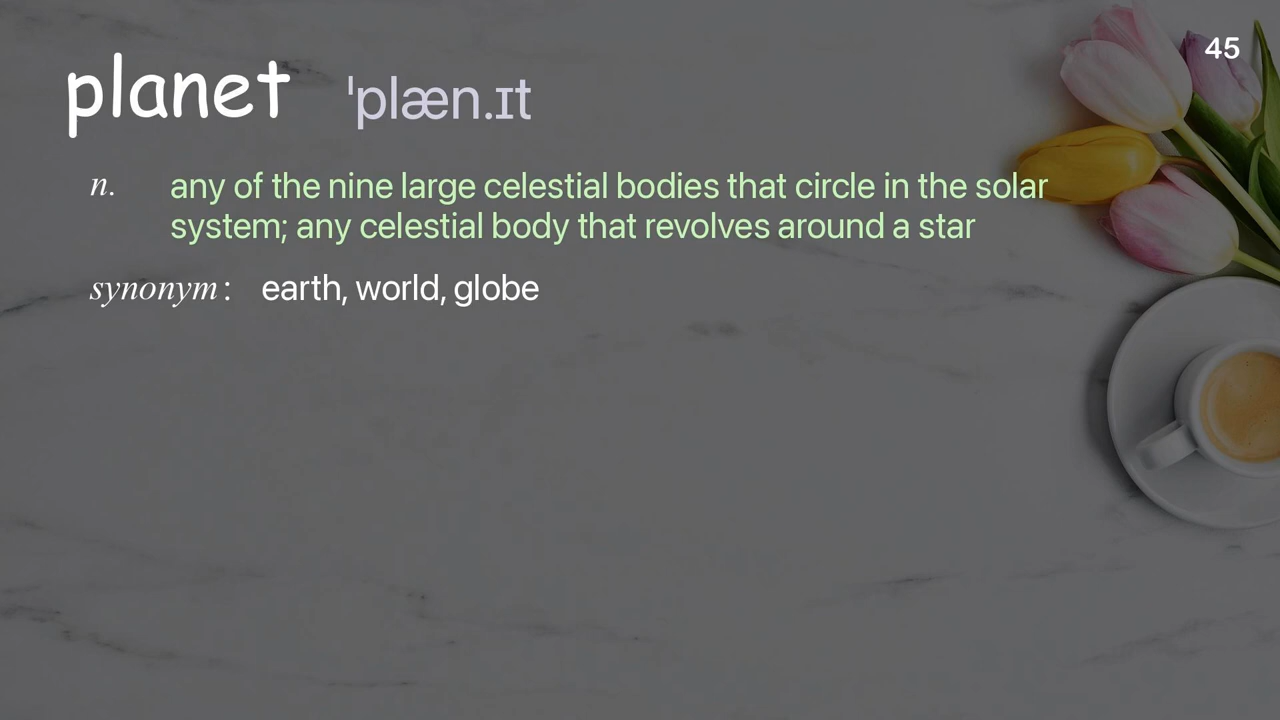 45
planet ˈplæn.ɪt
n. any of the nine large celestial bodies that circle in the solar
system; any celestial body that revolves around a star
synonym: earth, world, globe